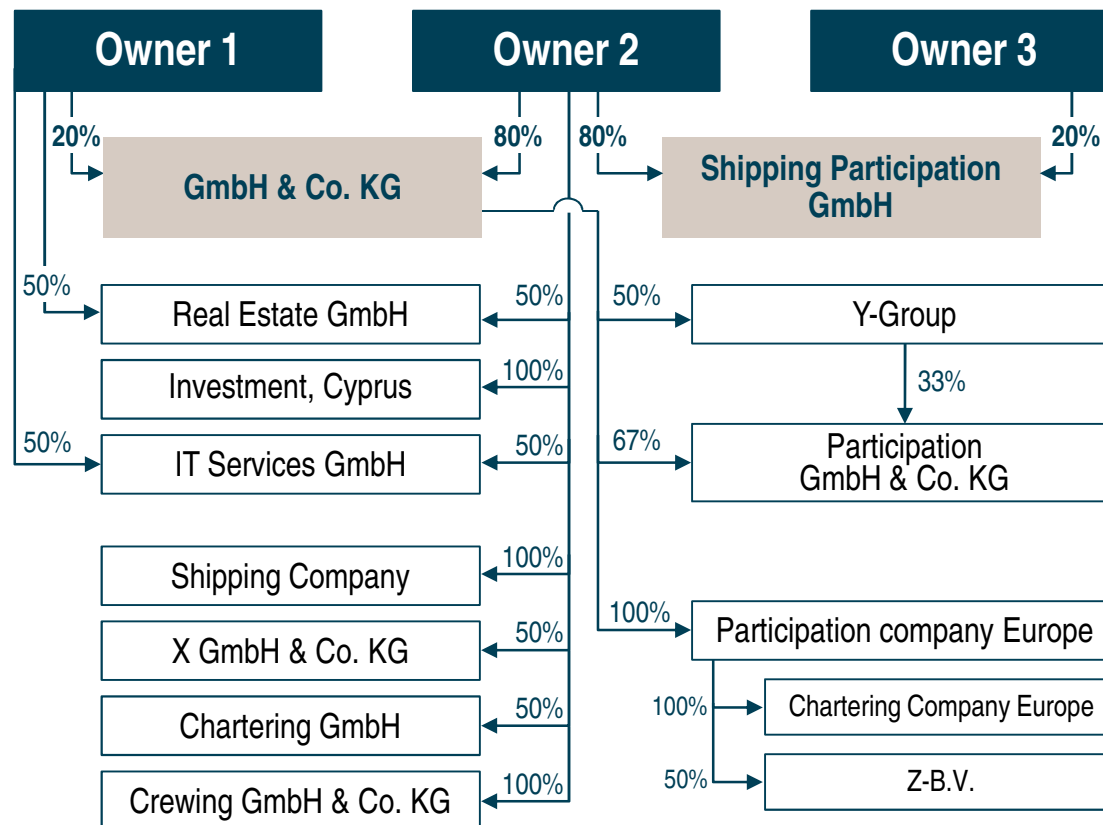 Owner 1
Owner 2
Owner 3
20%
80%
80%
20%
GmbH & Co. KG
Shipping Participation
GmbH
50%
Real Estate GmbH
50%
50%
Y-Group
Investment, Cyprus
100%
33%
50%
IT Services GmbH
50%
67%
Participation
GmbH & Co. KG
Shipping Company
100%
X GmbH & Co. KG
50%
100%
Participation company Europe
Chartering GmbH
50%
100%
Chartering Company Europe
Crewing GmbH & Co. KG
100%
50%
Z-B.V.